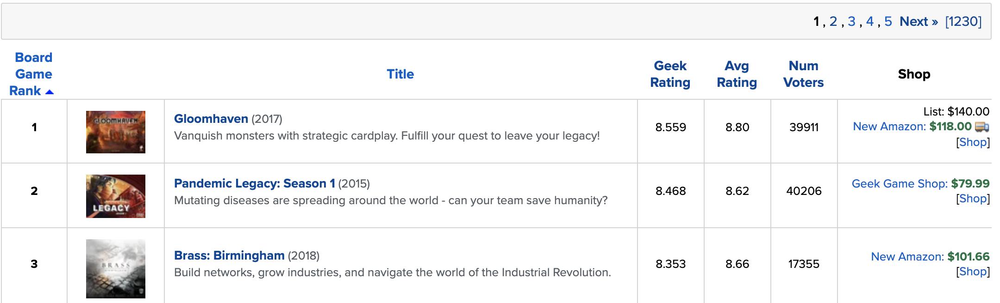 1 , 2 , 3 , 4 , 5 Next » [1230]
Board
Game
Rank
Title
Geek
Rating
Avg
Rating
Num
Voters
Shop
1
GLOOMHAVEN
Gloomhaven (2017)
Vanquish monsters with strategic cardplay. Fulfill your quest to leave your legacy!
8.559
8.80
39911
List: $140.00
New Amazon: $118.00
[Shop]
2
LEGACY
Pandemic Legacy: Season 1 (2015)
Mutating diseases are spreading around the world - can your team save humanity?
8.468
8.62
40206
Geek Game Shop: $79.99
[Shop]
3
BRASS
Brass: Birmingham (2018)
Build networks, grow industries, and navigate the world of the Industrial Revolution.
8.353
8.66
17355
New Amazon: $101.66
[Shop]